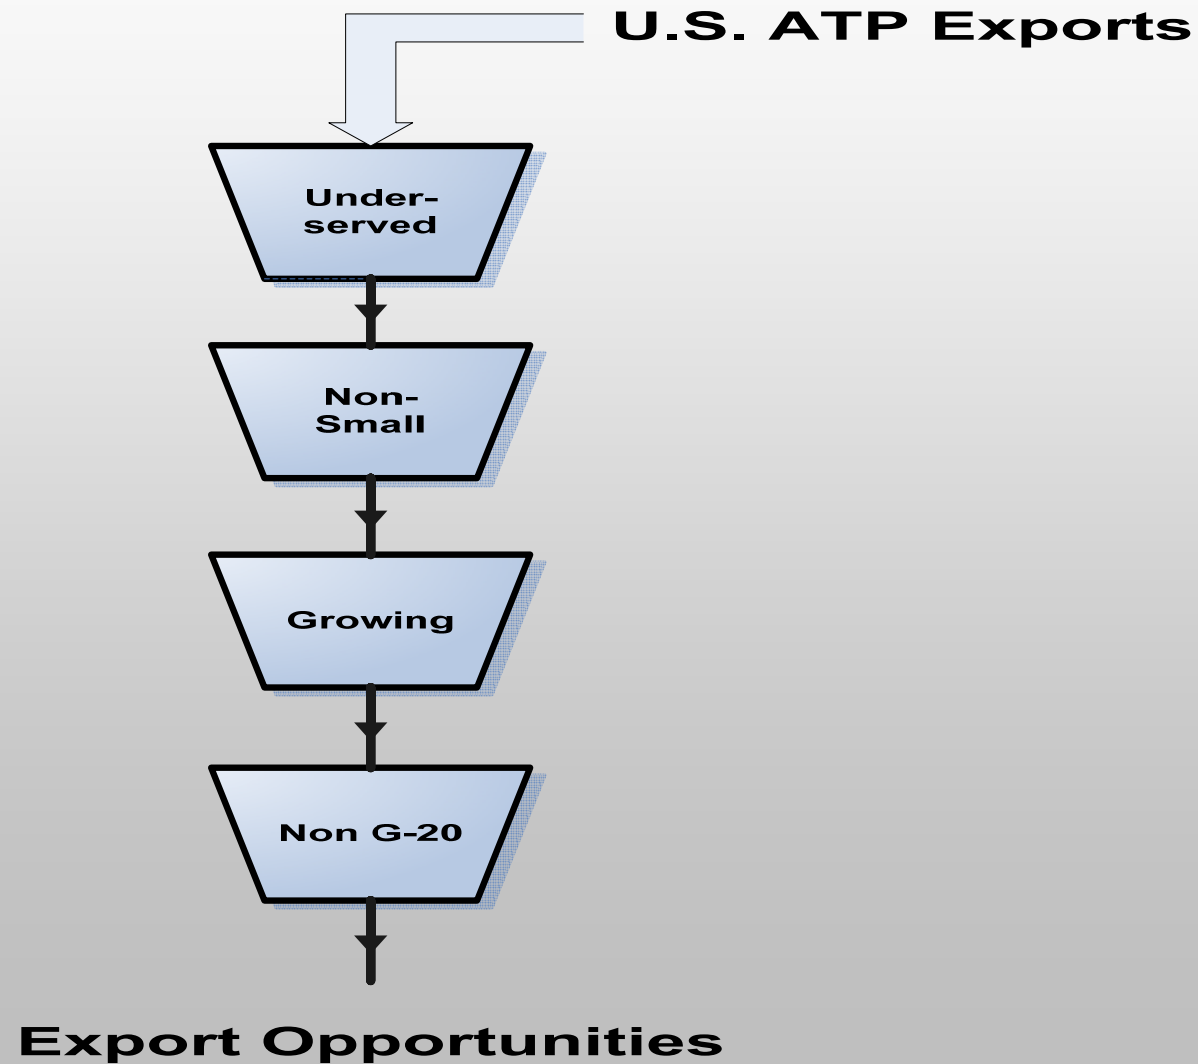 U.S. ATP Exports
Under-
served
Non-
Small
Growing
Non G-20
Export Opportunities